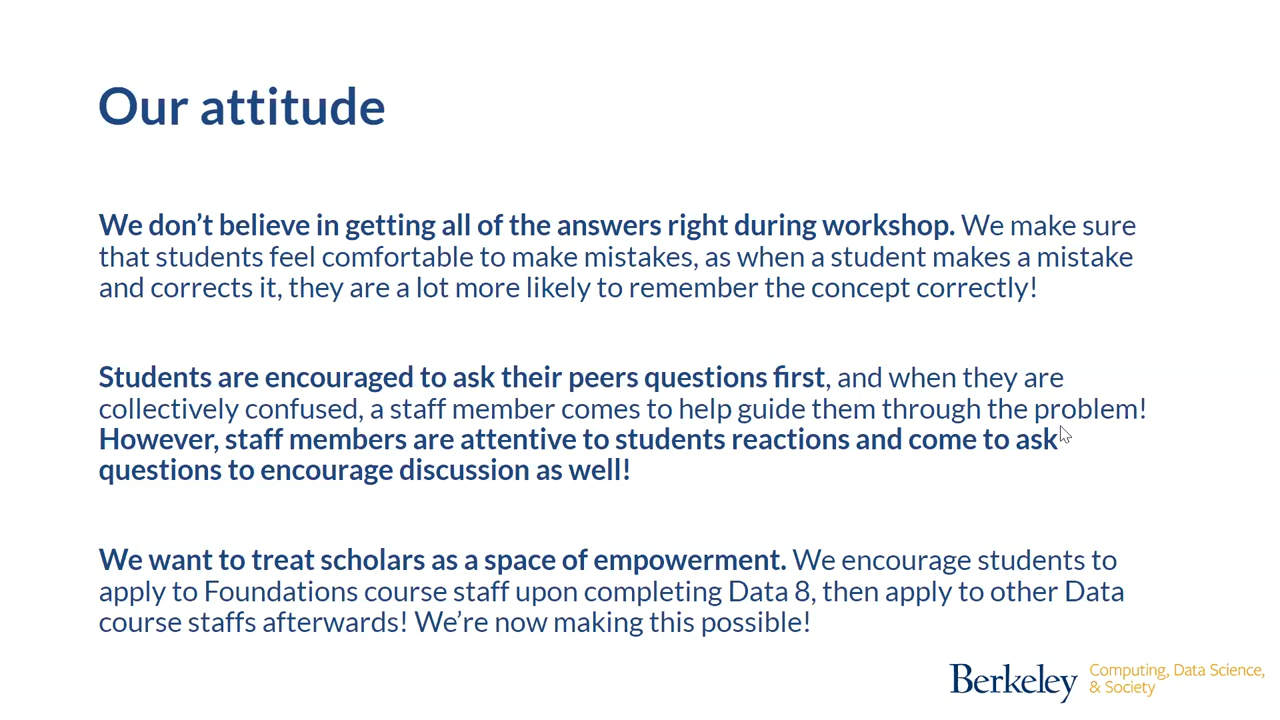 Our attitude
We don’t believe in getting all of the answers right during workshop. We make sure
that students feel comfortable to make mistakes, as when a student makes a mistake
and corrects it, they are a lot more likely to remember the concept correctly!
Students are encouraged to ask their peers questions first, and when they are
collectively confused, a staff member comes to help guide them through the problem!
However, staff members are attentive to students reactions and come to ask
questions to encourage discussion as well!
We want to treat scholars as a space of empowerment. We encourage students to
apply to Foundations course staff upon completing Data 8, then apply to other Data
course staffs afterwards! We’re now making this possible!
Berkeley
Computing, Data Science,
& Society